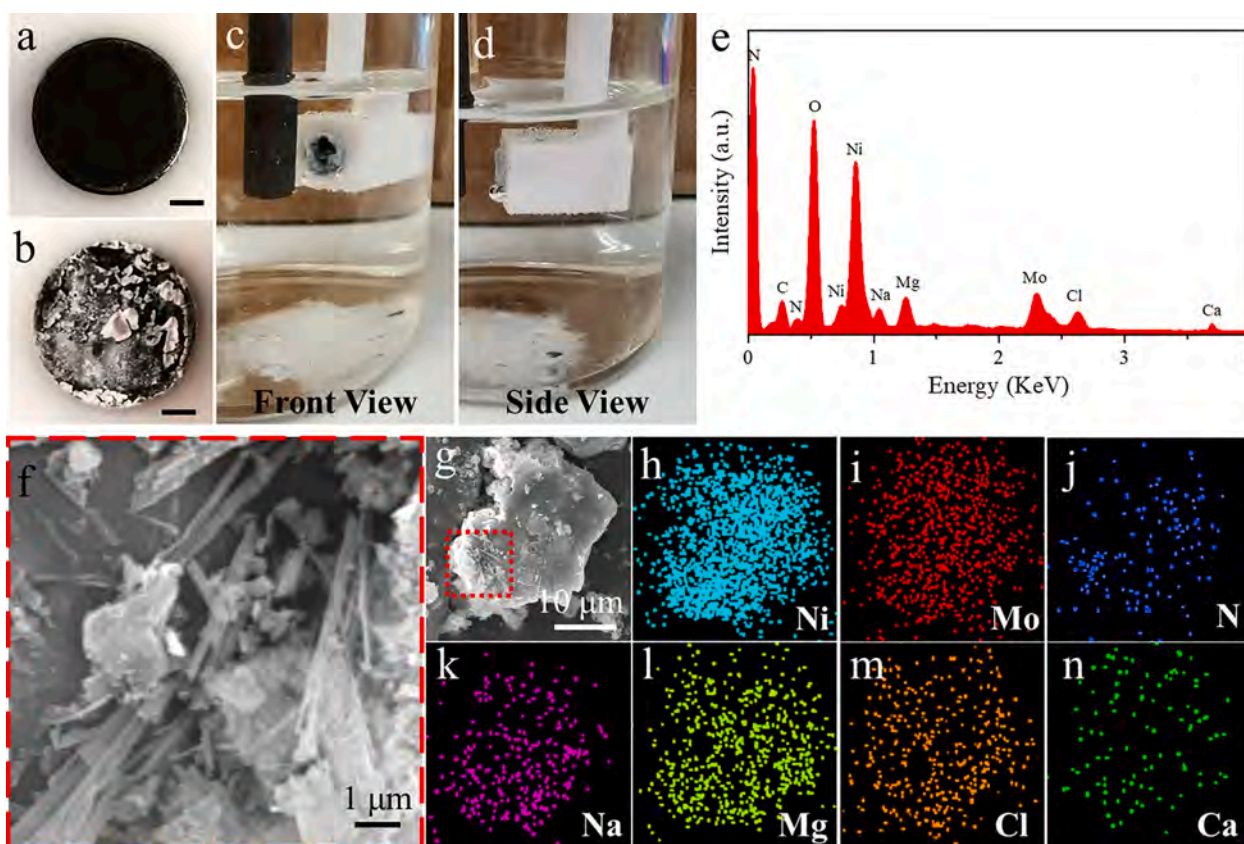 a
b
c
Front View
d
Side View
e
Intensity (a.u.)
N
C
N
O
Ni
Ni
Na
Mg
Mo
Cl
Ca
0
1
2
3
Energy (KeV)
f
1 μm
g
10 μm
h
Ni
i
Mo
j
N
k
Na
l
Mg
m
Cl
n
Ca